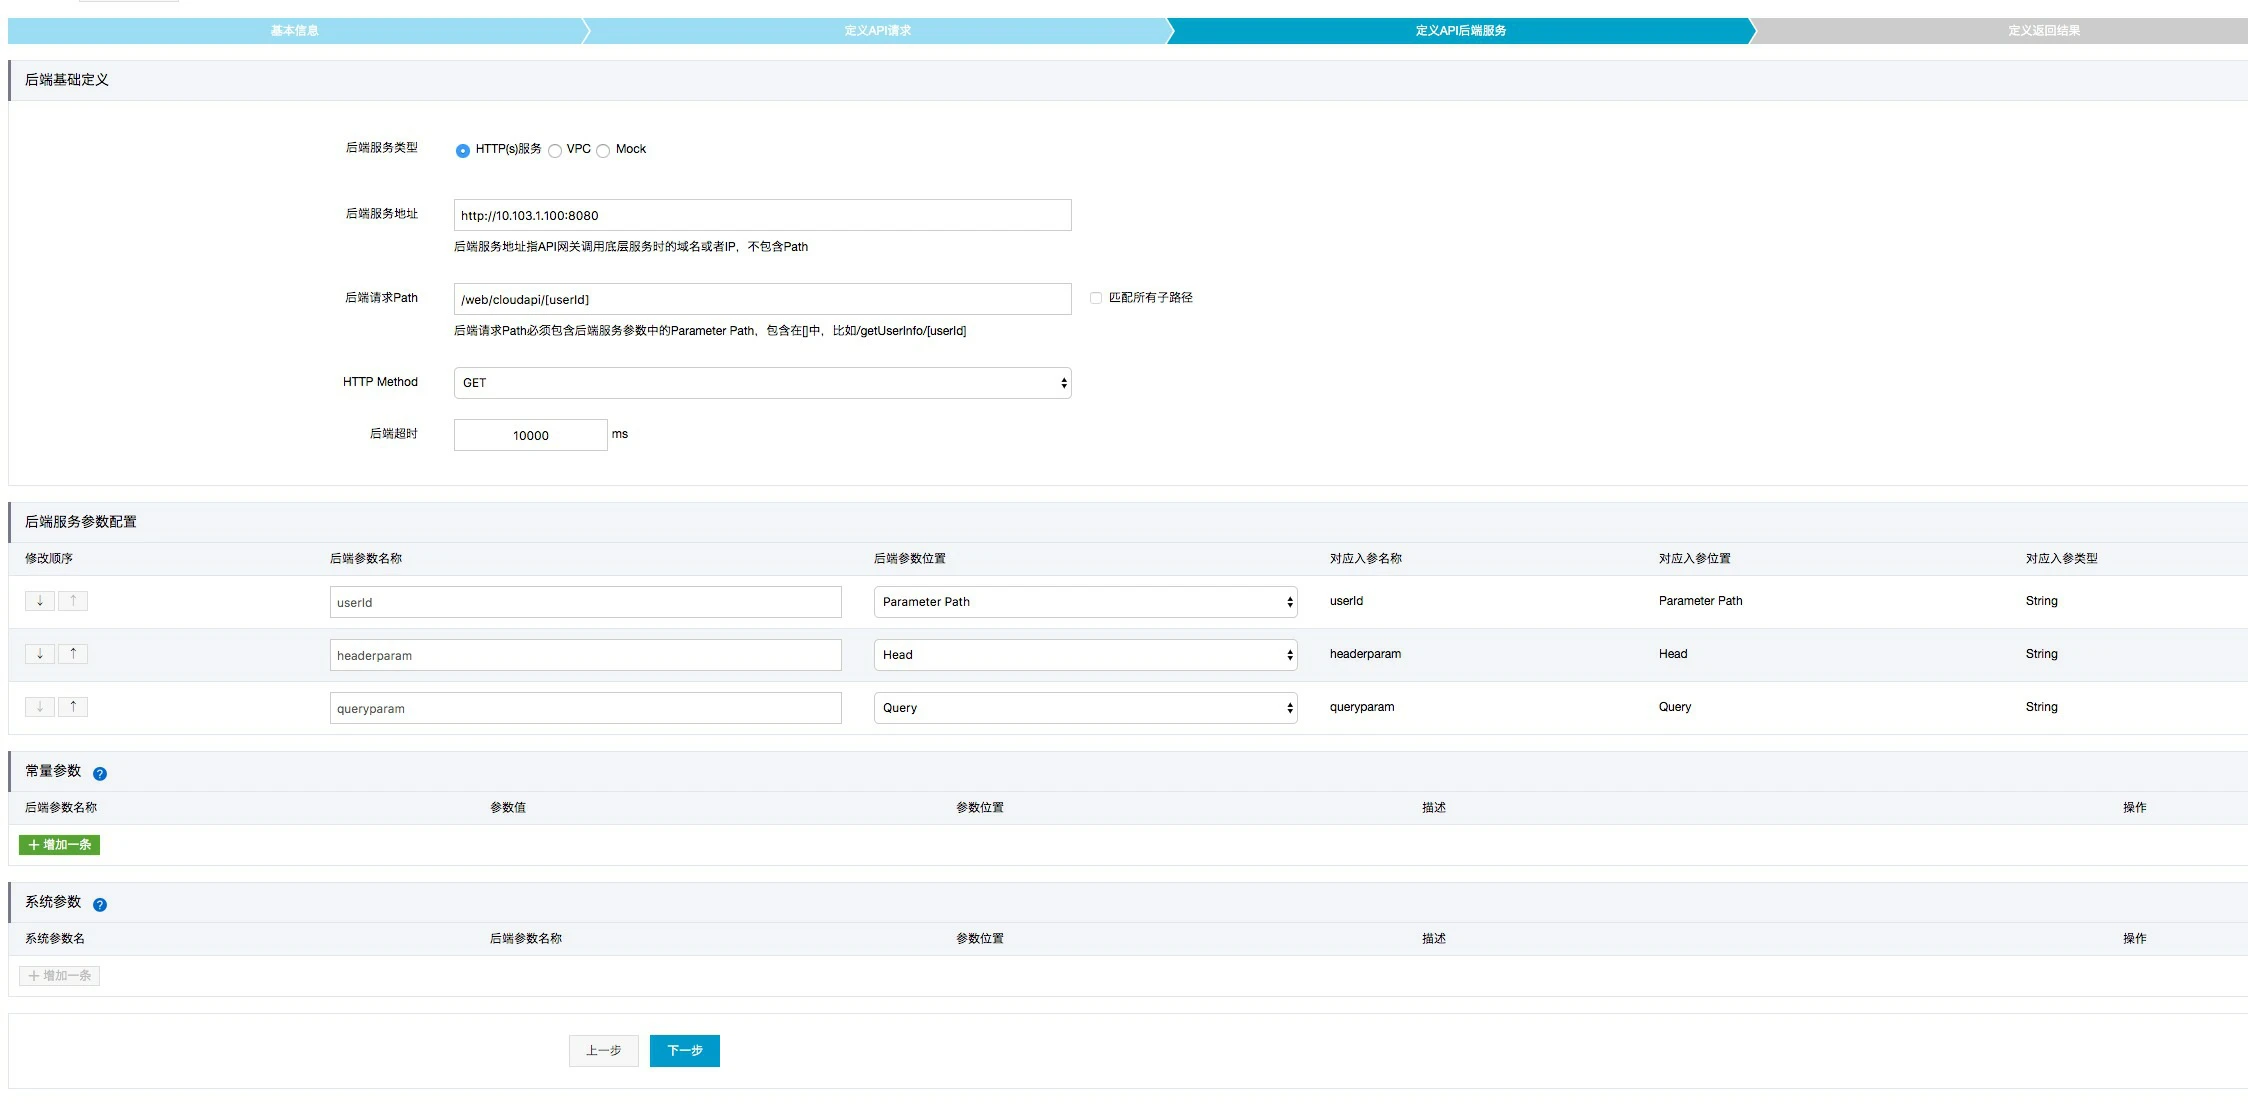 基本信息
定义API请求
定义API后端服务
定义返回结果
后端基础定义
后端服务类型 HTTP(s)服务 VPC Mock
后端服务地址 http://10.103.1.100:8080
后端服务地址指API网关调用底层服务时的域名或者IP，不包含Path
后端请求Path /web/cloudapi/[userId] 匹配所有子路径
后端请求Path必须包含后端服务参数中的Parameter Path，包含在[]中，比如/getUserInfo/[userId]
HTTP Method GET
后端超时 10000 ms
后端服务参数配置
修改顺序 后端参数名称 后端参数位置 对应入参名称 对应入参位置 对应入参类型
↓ ↑ userId Parameter Path userId Parameter Path String
↓ ↑ headerparam Head headerparam Head String
↓ ↑ queryparam Query queryparam Query String
常量参数 ?
后端参数名称 参数值 参数位置 描述 操作
+ 增加一条
系统参数 ?
系统参数名 后端参数名称 参数位置 描述 操作
+ 增加一条
上一步 下一步